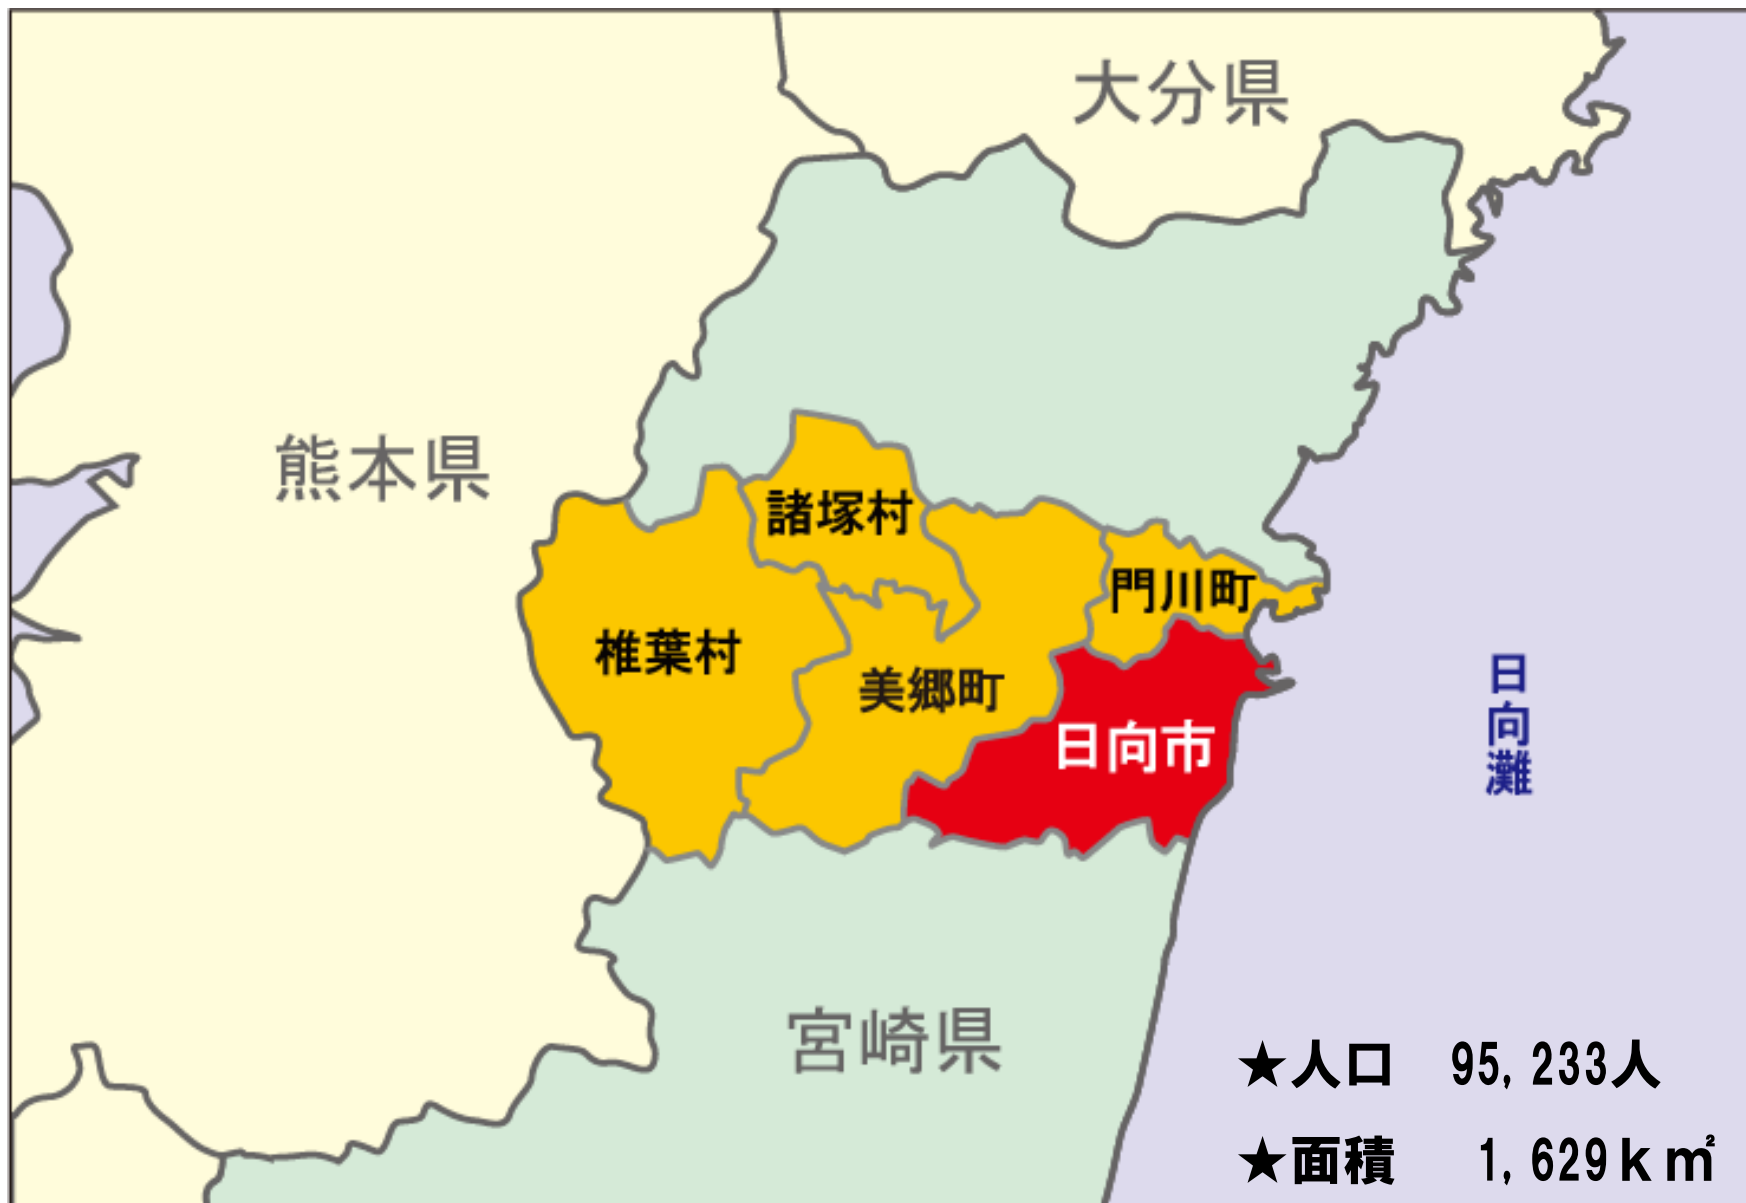 大分県
熊本県
諸塚村
門川町
椎葉村
美郷町
日向市
日向灘
宮崎県
★人口 95,233人
★面積 1,629km²